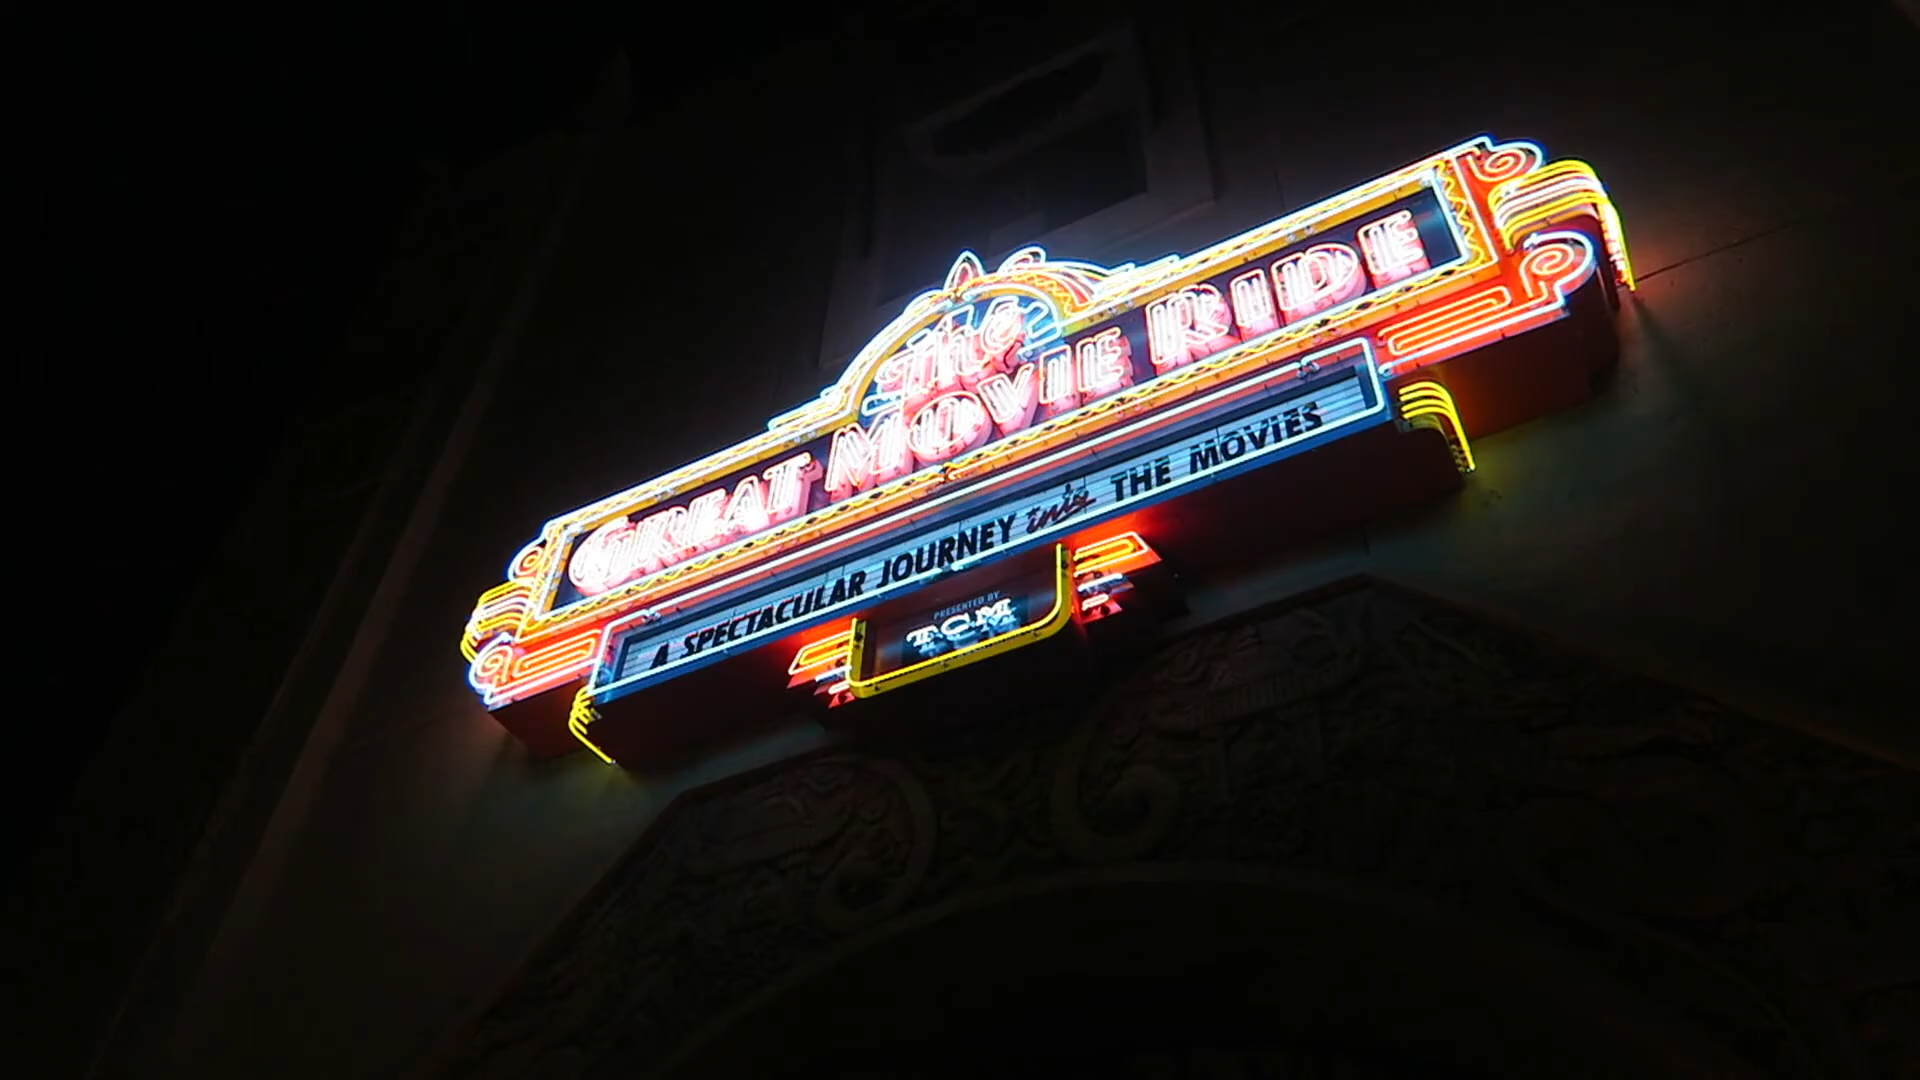 The
GREAT MOVIE RIDE
A SPECTACULAR JOURNEY into THE MOVIES
PRESENTED BY
TCM